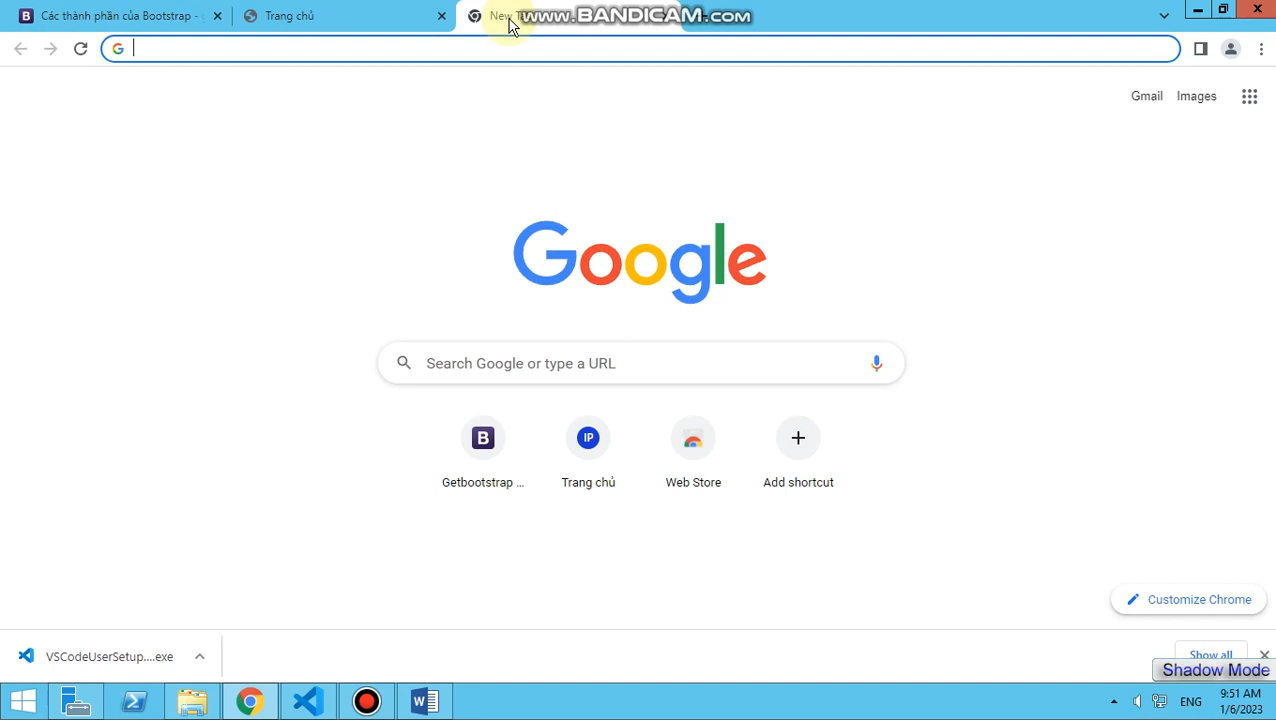 Các thành phần của Bootstrap -
Trang chủ
New T
www.BANDICAM.com
Gmail
Images
Google
Search Google or type a URL
B
IP
Getbootstrap ...
Trang chủ
Web Store
Add shortcut
Customize Chrome
VSCodeUserSetup....exe
Show all
Shadow Mode
ENG
9:51 AM
1/6/2023